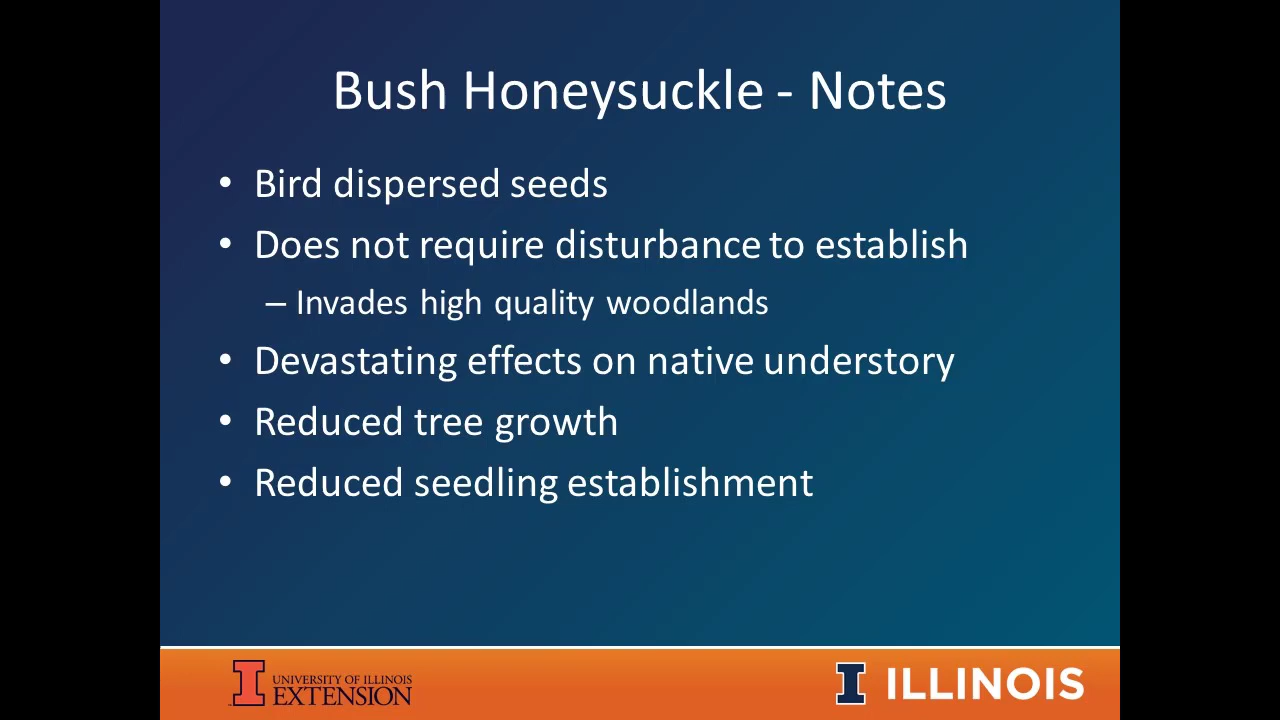 Bush Honeysuckle - Notes
• Bird dispersed seeds
• Does not require disturbance to establish
– Invades high quality woodlands
• Devastating effects on native understory
• Reduced tree growth
• Reduced seedling establishment
I UNIVERSITY OF ILLINOIS
EXTENSION
I ILLINOIS